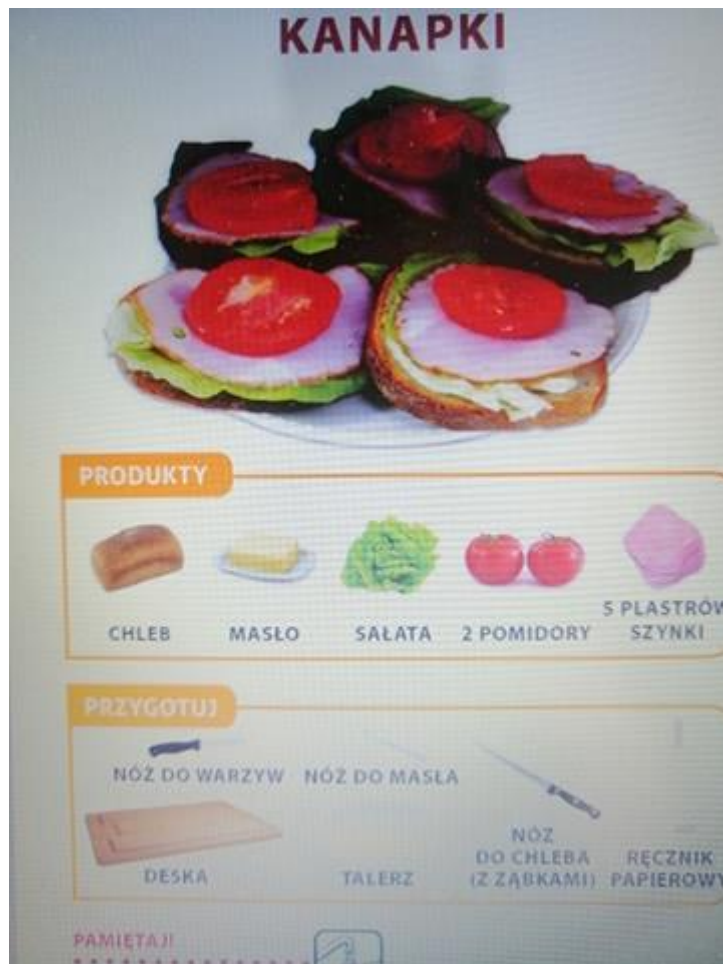 KANAPKI
PRODUKTY
CHLEB
MASŁO
SAŁATA
2 POMIDORY
5 PLASTRÓW
SZYNKI
PRZYGOTUJ
NÓŻ DO WARZYW
NÓŻ DO MASŁA
DESKA
TALERZ
NÓŻ
DO CHLEBA
(Z ZĄBKAMI)
RĘCZNIK
PAPIEROWY
PAMIĘTAJ!